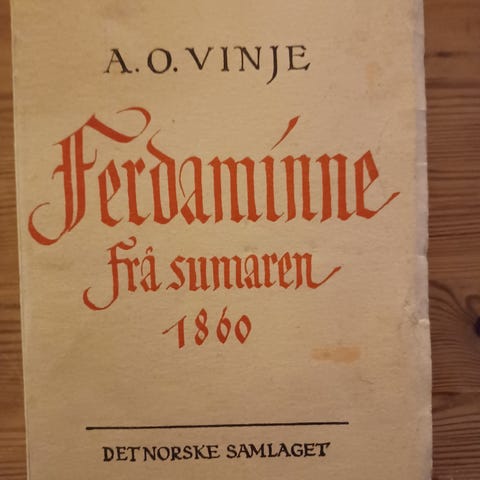 A. O. VINJE
Ferdaminne
Frå sumaren
1860
DET NORSKE SAMLAGET